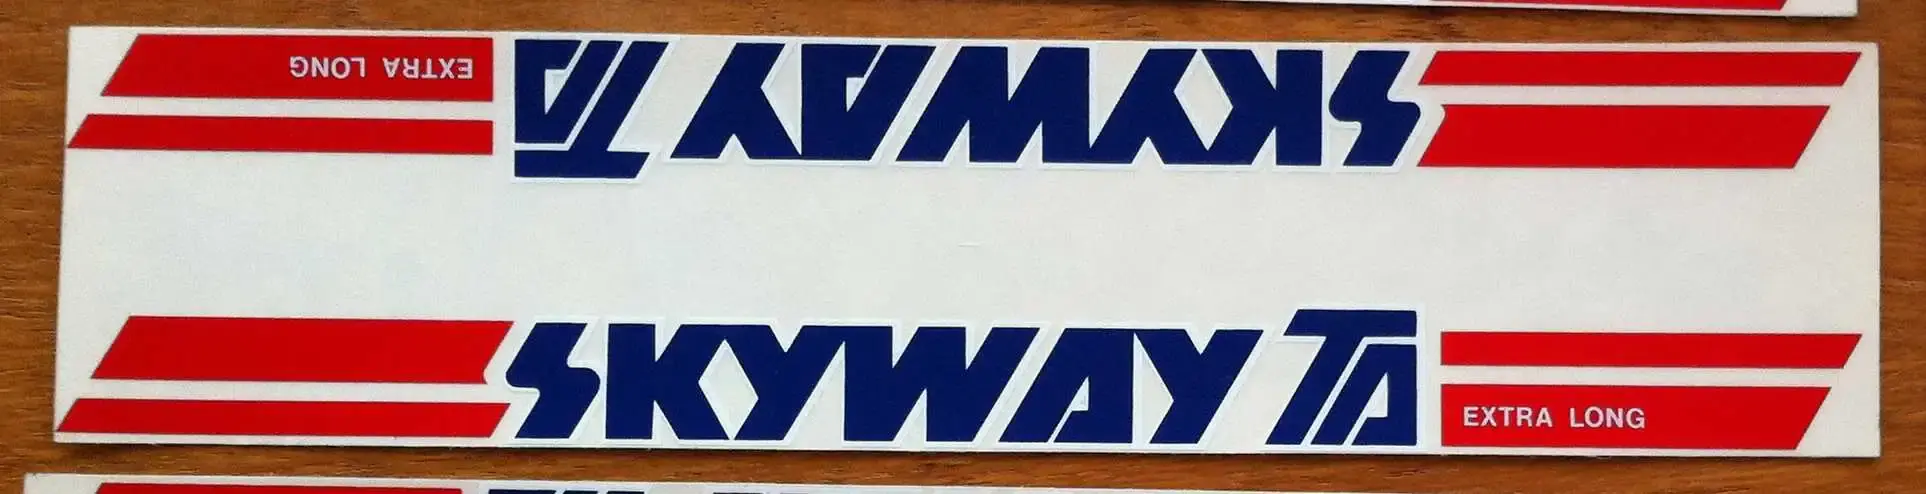 EXTRA LONG SKYWAY TA
SKYWAY TA EXTRA LONG